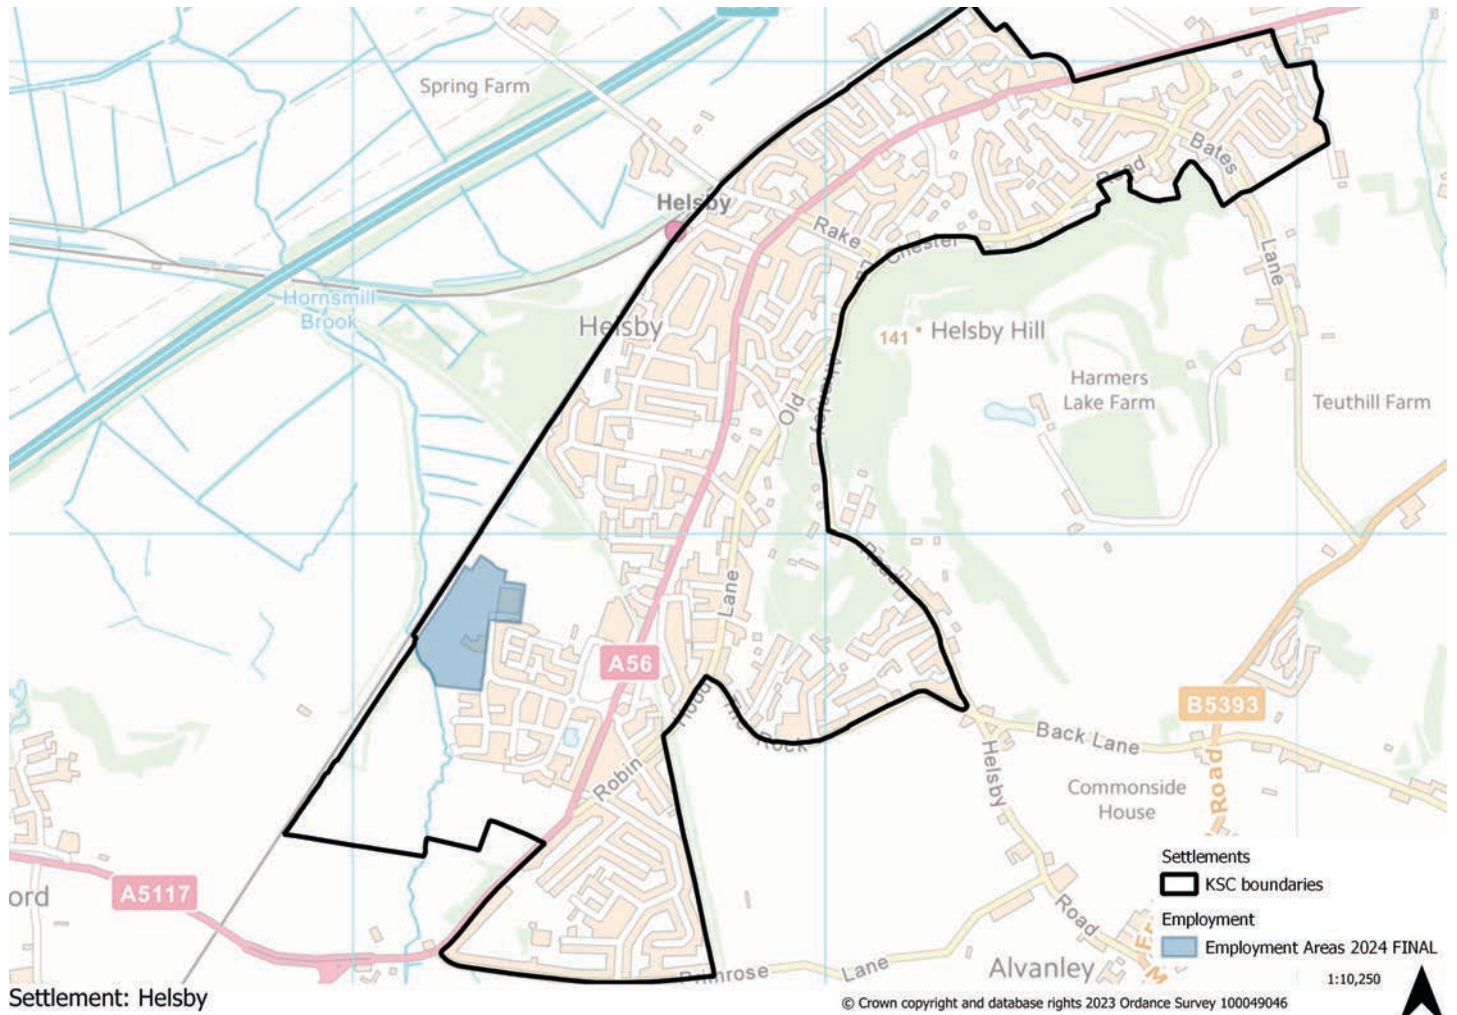 Spring Farm
Helsby
Hornsmill
Brook
Helsby
Rake
Chester
Road
Bates
Lane
141
Helsby Hill
Harmers
Lake Farm
Teuthill Farm
Old
Lane
Road
A56
Robin
Hood
The Rock
B5393
Back Lane
Helsby
Road
Commonside
House
Road
A5117
ord
Primrose
Lane
Alvanley
Settlements
KSC boundaries
Employment
Employment Areas 2024 FINAL
1:10,250
Settlement: Helsby
© Crown copyright and database rights 2023 Ordance Survey 100049046